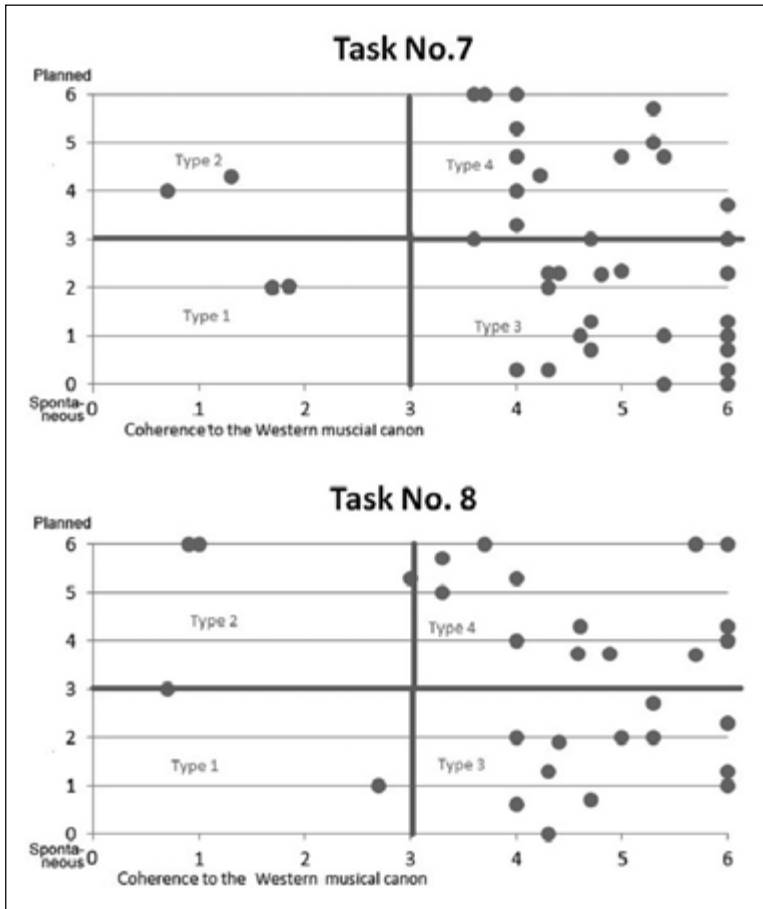 Task No.7
Planned
6
5
Type 2
Type 4
4
3
2
Type 1
Type 3
1
0
Sponta-
neous
0 1 2 3 4 5 6
Coherence to the Western muscial canon
Task No. 8
Planned
6
5
Type 2
Type 4
4
3
2
Type 1
Type 3
1
0
Sponta-
neous
0 1 2 3 4 5 6
Coherence to the Western musical canon